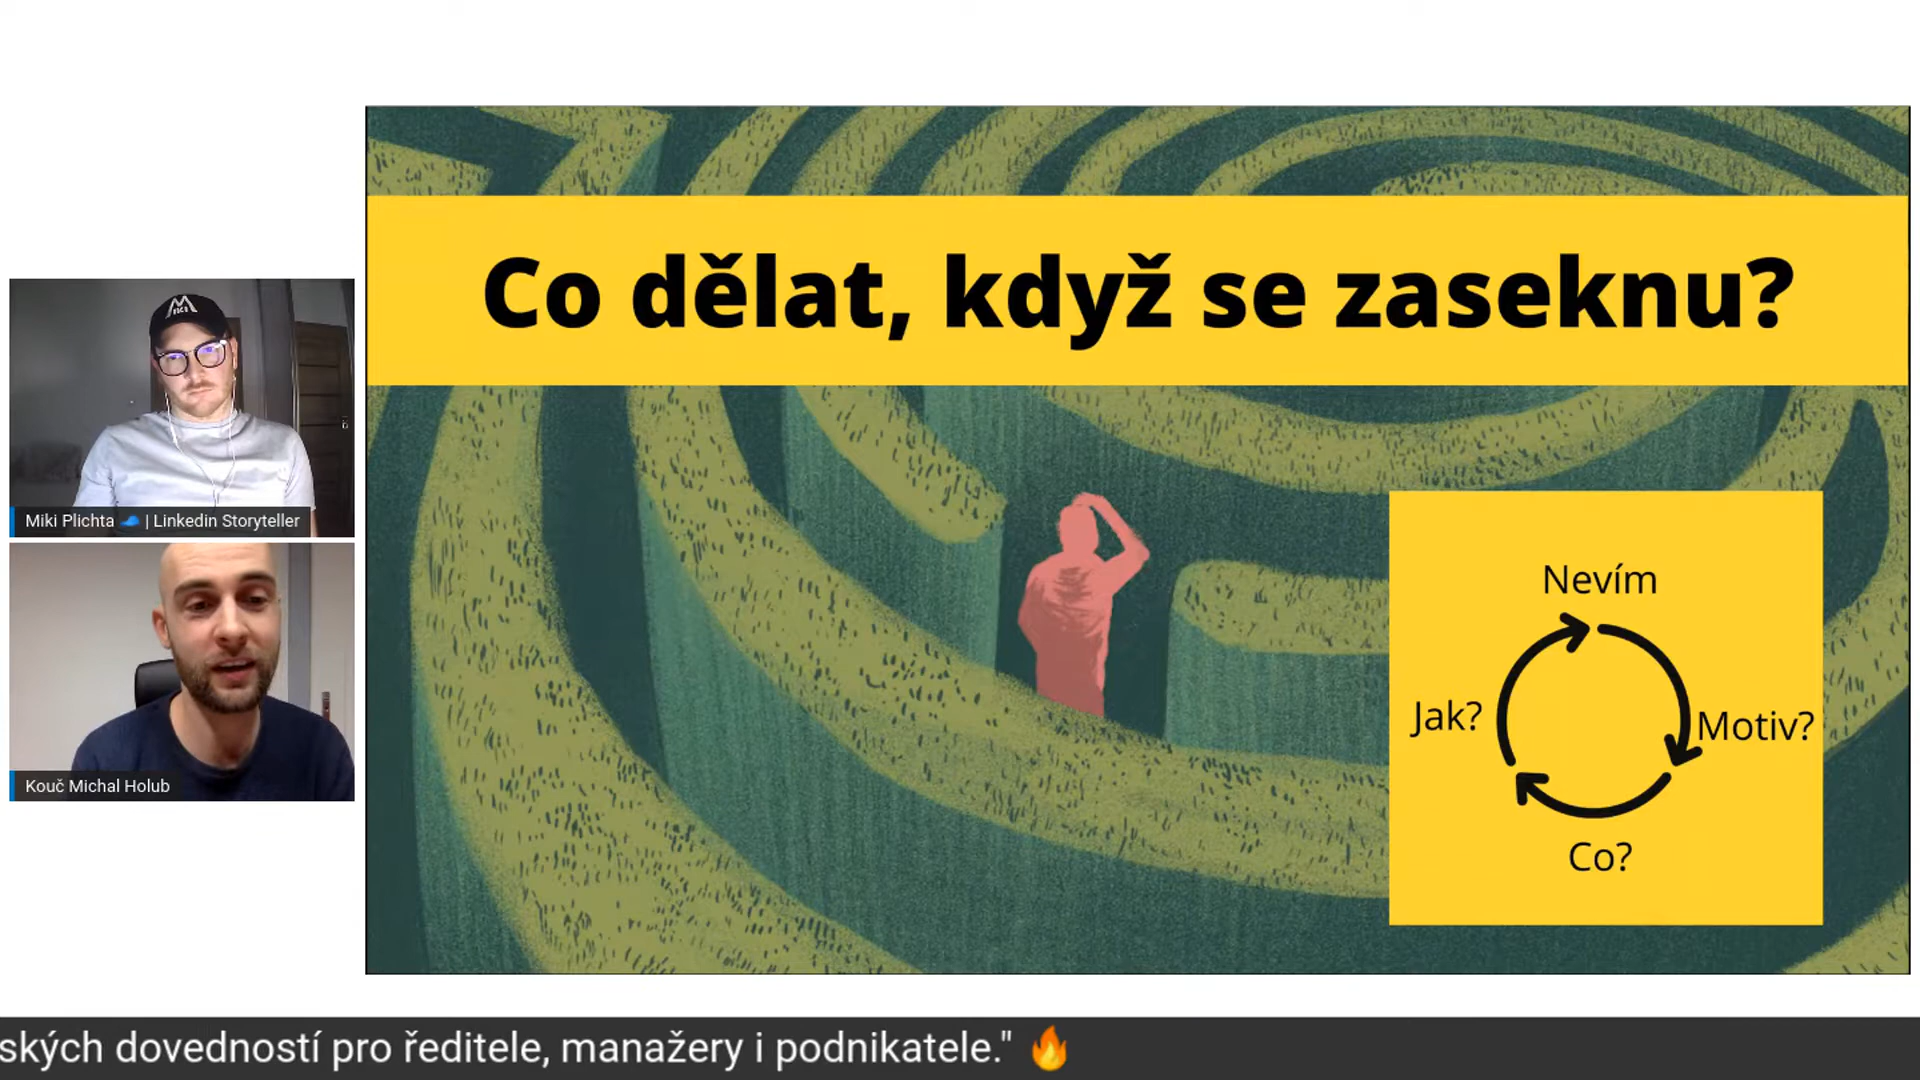 Co dělat, když se zaseknu?
MIKI
Miki Plichta 🧢 | Linkedin Storyteller
Kouč Michal Holub
Nevím
Jak?
Motiv?
Co?
ských dovedností pro ředitele, manažery i podnikatele." 🔥